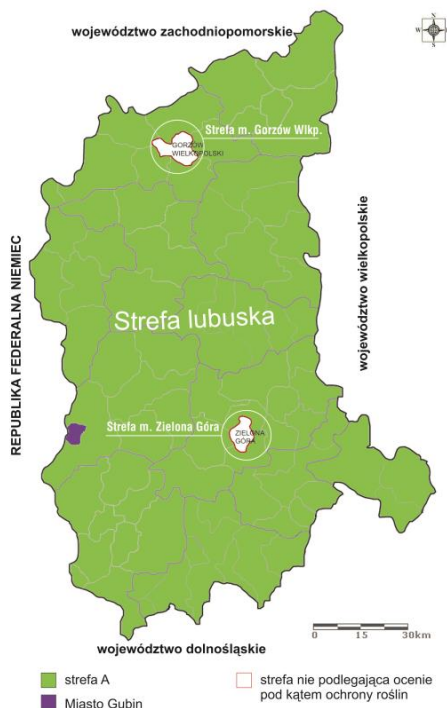 województwo zachodniopomorskie
N
W
E
S
Strefa m. Gorzów Wlkp.
GORZÓW
WIELKOPOLSKI
REPUBLIKA FEDERALNA NIEMIEC
województwo wielkopolskie
Strefa lubuska
Strefa m. Zielona Góra
ZIELONA
GÓRA
0 15 30km
województwo dolnośląskie
strefa A
Miasto Gubin
strefa nie podlegająca ocenie
pod kątem ochrony roślin